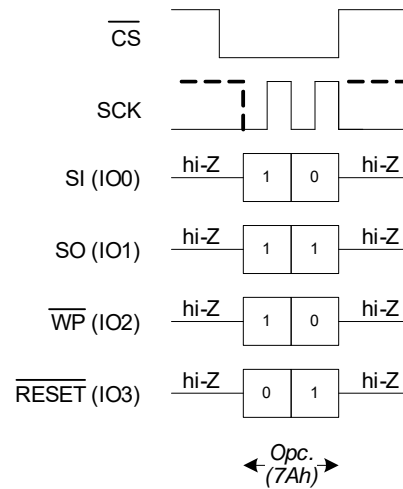 CS
SCK
hi-Z 1 0 hi-Z
SI (IO0)
hi-Z 1 1 hi-Z
SO (IO1)
hi-Z 1 0 hi-Z
WP (IO2)
hi-Z 0 1 hi-Z
RESET (IO3)
Opc.
(7Ah)